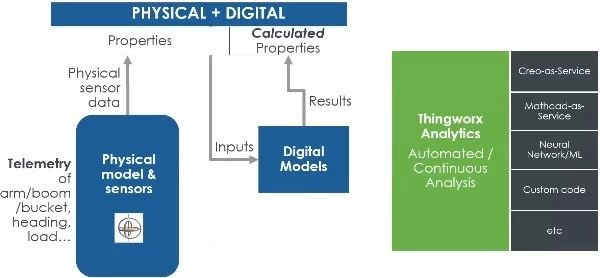 PHYSICAL + DIGITAL
Properties
Calculated
Properties
Physical
sensor
data
Results
Inputs
Telemetry
of
arm/boom
/bucket,
heading,
load...
Physical
model &
sensors
Digital
Models
Thingworx
Analytics
Automated /
Continuous
Analysis
Creo-as-Service
Mathcad-as-
Service
Neural
Network/ML
Custom code
etc